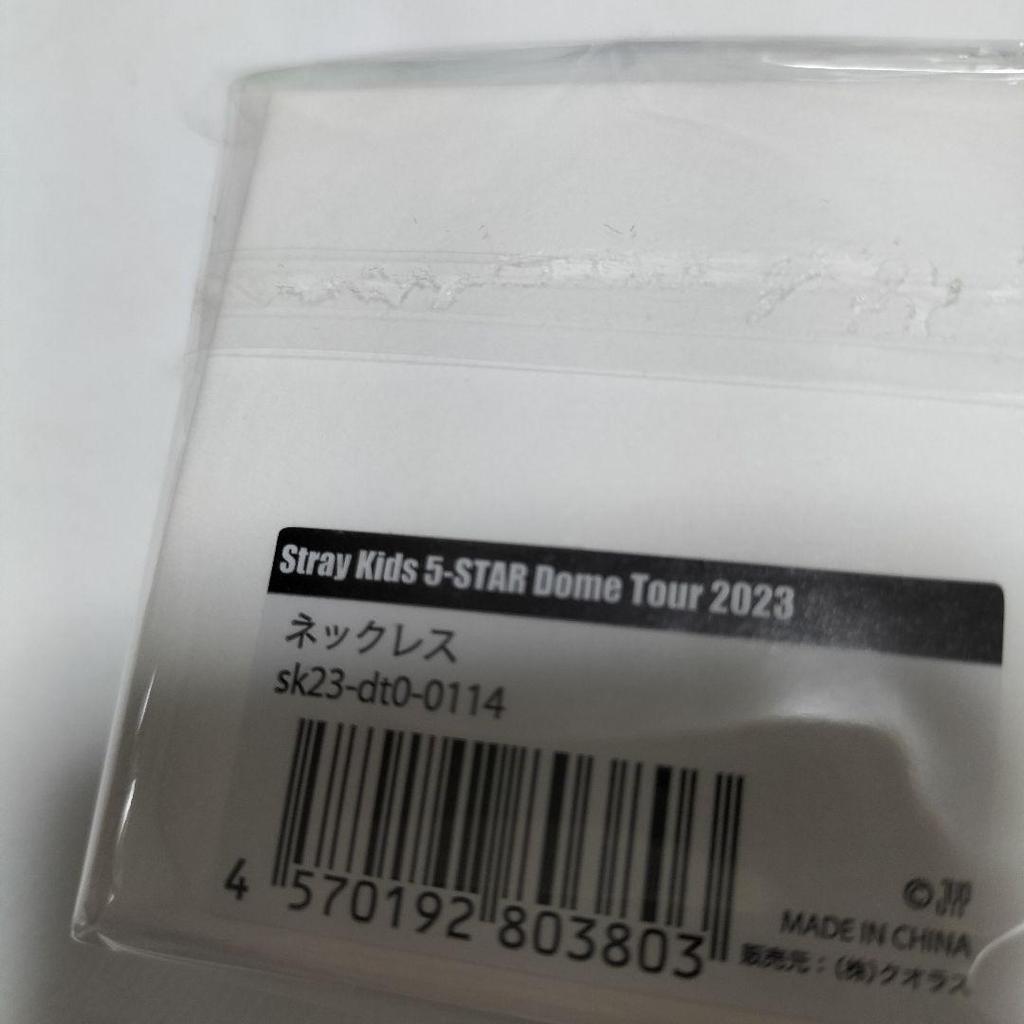 Stray Kids 5-STAR Dome Tour 2023
ネックレス
sk23-dt0-0114
4 570192 803803
© JYP
MADE IN CHINA
販売元:(株)クオラス